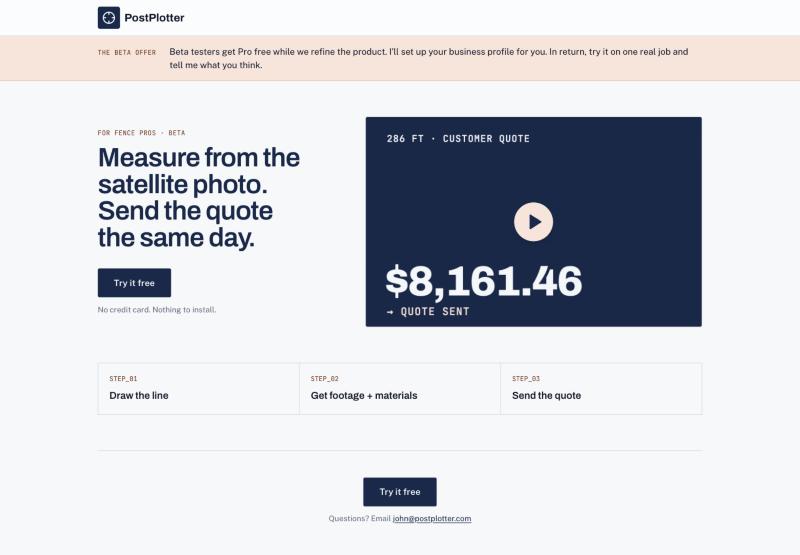 PostPlotter
THE BETA OFFER
Beta testers get Pro free while we refine the product. I'll set up your business profile for you. In return, try it on one real job and
tell me what you think.
FOR FENCE PROS · BETA
Measure from the
satellite photo.
Send the quote
the same day.
Try it free
No credit card. Nothing to install.
286 FT · CUSTOMER QUOTE
$8,161.46
→ QUOTE SENT
STEP_01
Draw the line
STEP_02
Get footage + materials
STEP_03
Send the quote
Try it free
Questions? Email john@postplotter.com